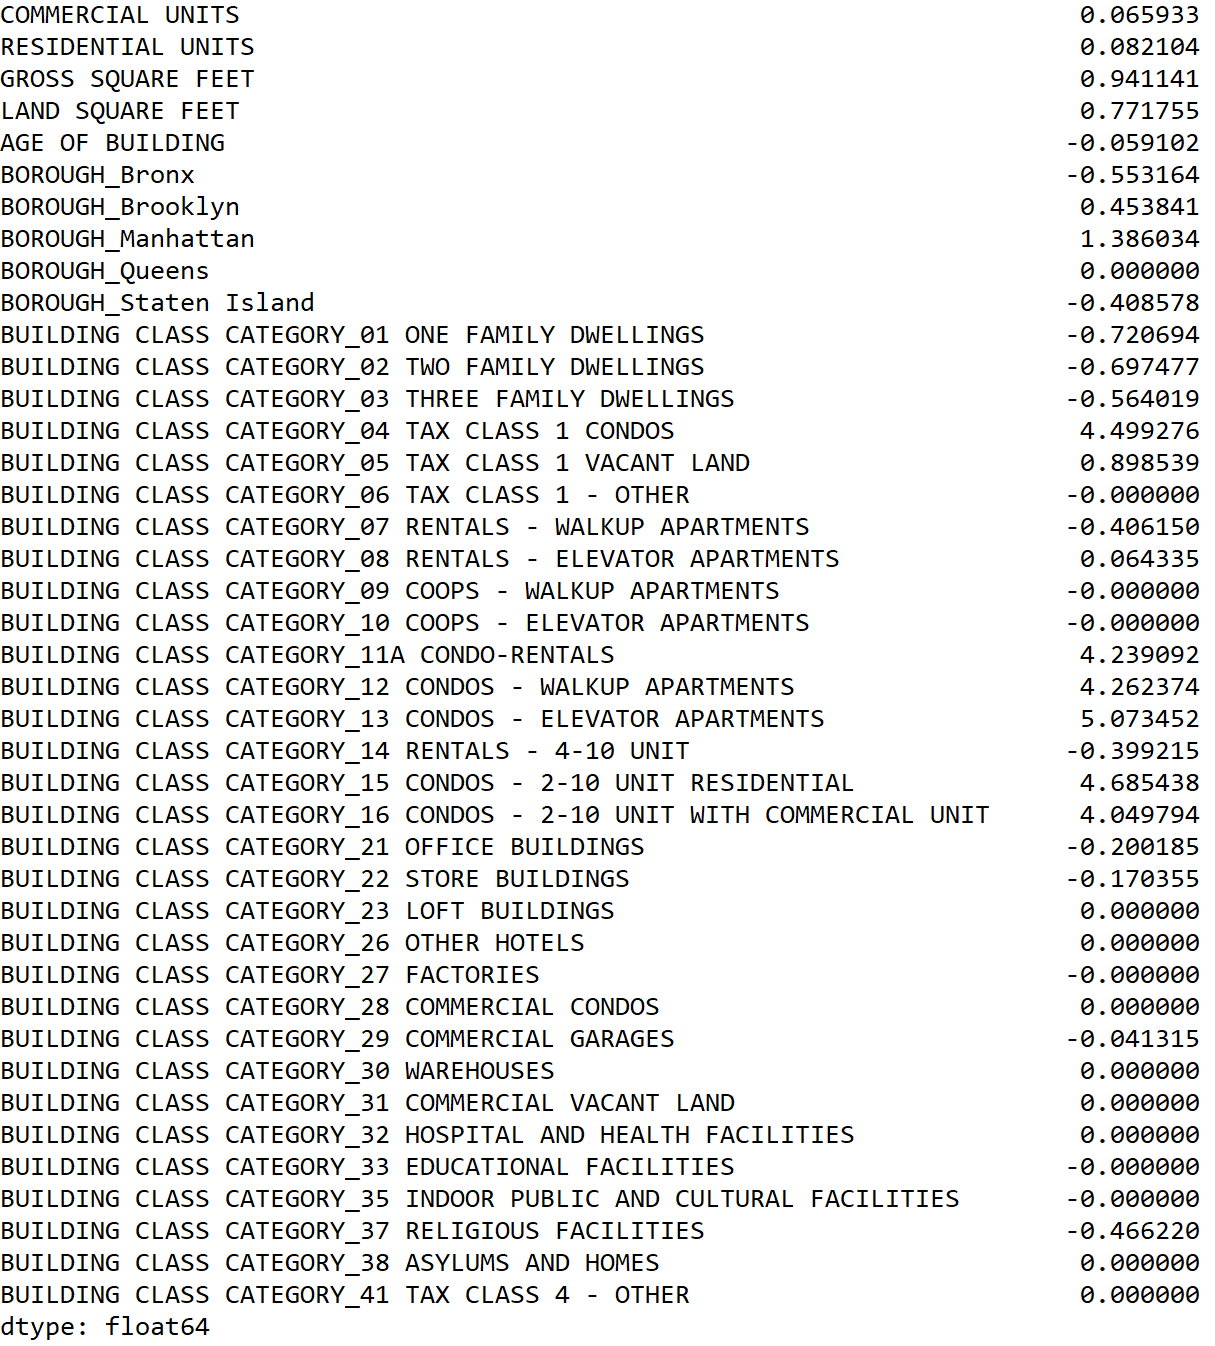 COMMERCIAL UNITS 0.065933
RESIDENTIAL UNITS 0.082104
GROSS SQUARE FEET 0.941141
LAND SQUARE FEET 0.771755
AGE OF BUILDING -0.059102
BOROUGH_Bronx -0.553164
BOROUGH_Brooklyn 0.453841
BOROUGH_Manhattan 1.386034
BOROUGH_Queens 0.000000
BOROUGH_Staten Island -0.408578
BUILDING CLASS CATEGORY_01 ONE FAMILY DWELLINGS -0.720694
BUILDING CLASS CATEGORY_02 TWO FAMILY DWELLINGS -0.697477
BUILDING CLASS CATEGORY_03 THREE FAMILY DWELLINGS -0.564019
BUILDING CLASS CATEGORY_04 TAX CLASS 1 CONDOS 4.499276
BUILDING CLASS CATEGORY_05 TAX CLASS 1 VACANT LAND 0.898539
BUILDING CLASS CATEGORY_06 TAX CLASS 1 - OTHER -0.000000
BUILDING CLASS CATEGORY_07 RENTALS - WALKUP APARTMENTS -0.406150
BUILDING CLASS CATEGORY_08 RENTALS - ELEVATOR APARTMENTS 0.064335
BUILDING CLASS CATEGORY_09 COOPS - WALKUP APARTMENTS -0.000000
BUILDING CLASS CATEGORY_10 COOPS - ELEVATOR APARTMENTS -0.000000
BUILDING CLASS CATEGORY_11A CONDO-RENTALS 4.239092
BUILDING CLASS CATEGORY_12 CONDOS - WALKUP APARTMENTS 4.262374
BUILDING CLASS CATEGORY_13 CONDOS - ELEVATOR APARTMENTS 5.073452
BUILDING CLASS CATEGORY_14 RENTALS - 4-10 UNIT -0.399215
BUILDING CLASS CATEGORY_15 CONDOS - 2-10 UNIT RESIDENTIAL 4.685438
BUILDING CLASS CATEGORY_16 CONDOS - 2-10 UNIT WITH COMMERCIAL UNIT 4.049794
BUILDING CLASS CATEGORY_21 OFFICE BUILDINGS -0.200185
BUILDING CLASS CATEGORY_22 STORE BUILDINGS -0.170355
BUILDING CLASS CATEGORY_23 LOFT BUILDINGS 0.000000
BUILDING CLASS CATEGORY_26 OTHER HOTELS 0.000000
BUILDING CLASS CATEGORY_27 FACTORIES -0.000000
BUILDING CLASS CATEGORY_28 COMMERCIAL CONDOS 0.000000
BUILDING CLASS CATEGORY_29 COMMERCIAL GARAGES -0.041315
BUILDING CLASS CATEGORY_30 WAREHOUSES 0.000000
BUILDING CLASS CATEGORY_31 COMMERCIAL VACANT LAND 0.000000
BUILDING CLASS CATEGORY_32 HOSPITAL AND HEALTH FACILITIES 0.000000
BUILDING CLASS CATEGORY_33 EDUCATIONAL FACILITIES -0.000000
BUILDING CLASS CATEGORY_35 INDOOR PUBLIC AND CULTURAL FACILITIES -0.000000
BUILDING CLASS CATEGORY_37 RELIGIOUS FACILITIES -0.466220
BUILDING CLASS CATEGORY_38 ASYLUMS AND HOMES 0.000000
BUILDING CLASS CATEGORY_41 TAX CLASS 4 - OTHER 0.000000
dtype: float64